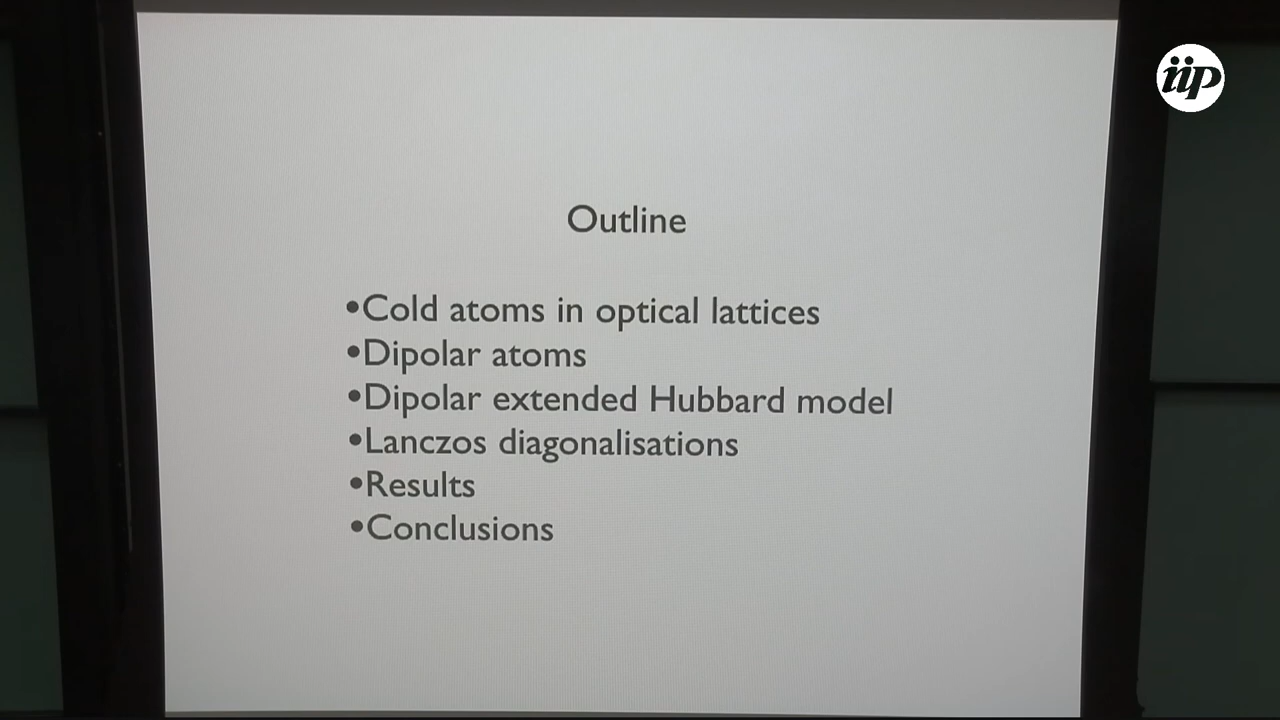 iip
Outline
•Cold atoms in optical lattices
•Dipolar atoms
•Dipolar extended Hubbard model
•Lanczos diagonalisations
•Results
•Conclusions